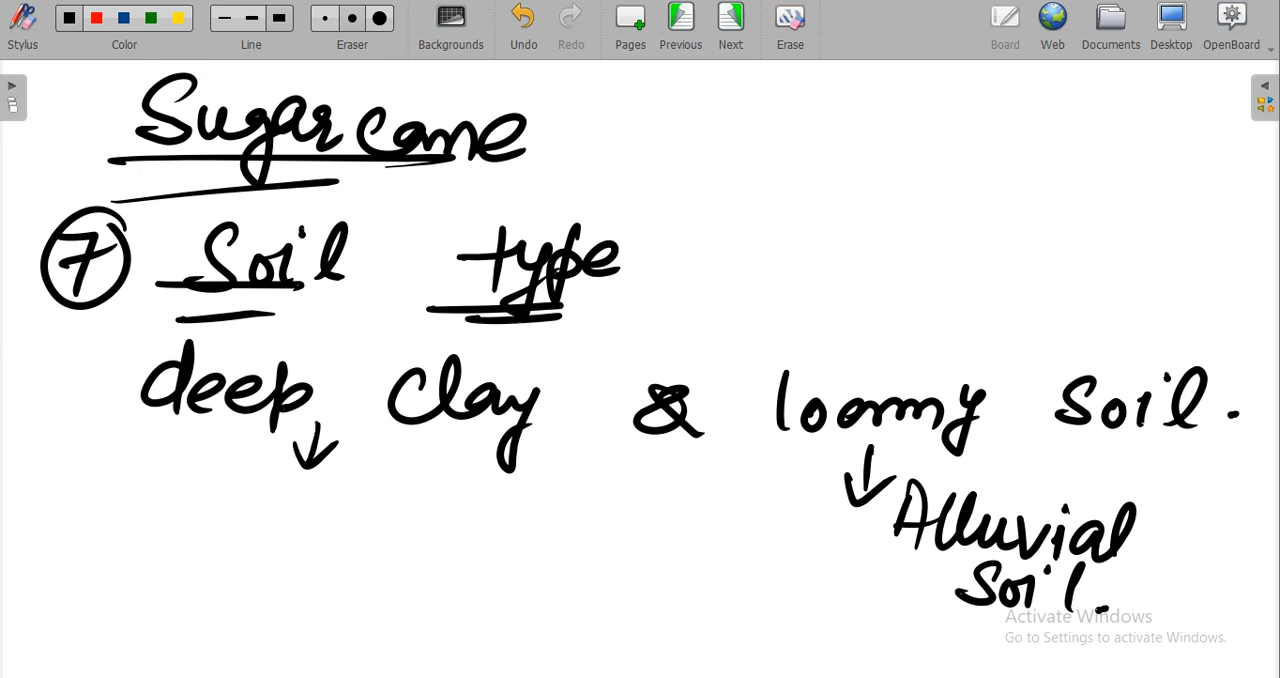 Stylus Color Line Eraser Backgrounds Undo Redo Pages Previous Next Erase Board Web Documents Desktop OpenBoard
Sugarcane
7 Soil type
deep clay & loamy soil.
Alluvial
soil.
Activate Windows
Go to Settings to activate Windows.